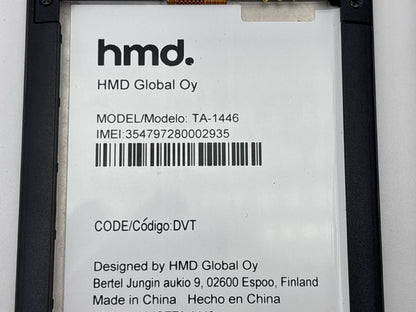 hmd.
HMD Global Oy
MODEL/Modelo: TA-1446
IMEI:354797280002935
CODE/Código:DVT
Designed by HMD Global Oy
Bertel Jungin aukio 9, 02600 Espoo, Finland
Made in China Hecho en China